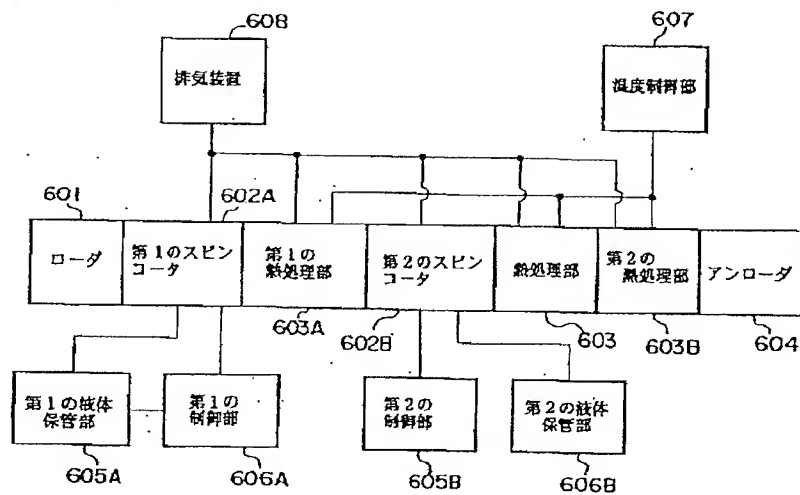 608
607
排気装置
温度制御部
601
602A
ローダ
第1のスピン
コータ
第1の
熱処理部
第2のスピン
コータ
熱処理部
第2の
熱処理部
アンローダ
603A
602B
603
603B
604
第1の液体
保管部
第1の
制御部
第2の
制御部
第2の液体
保管部
605A
606A
605B
606B